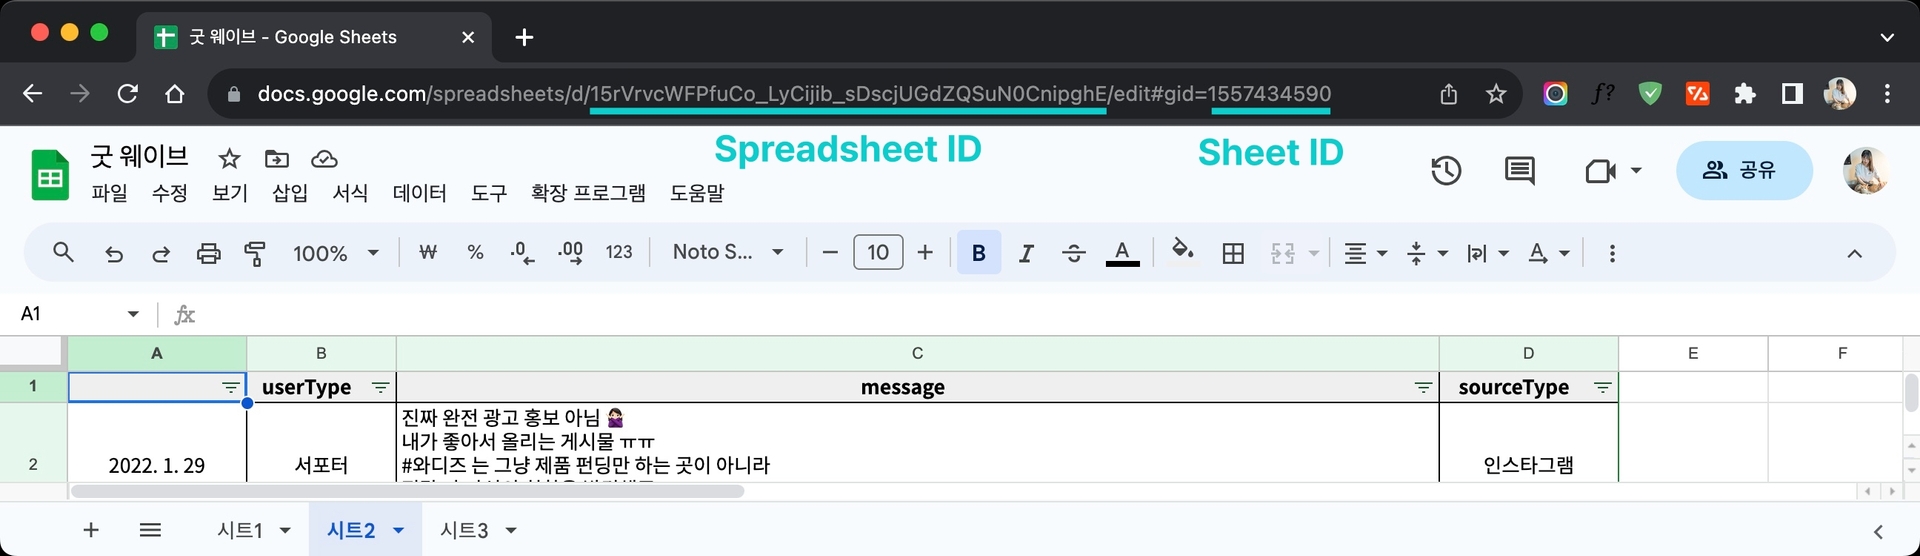 굿 웨이브 - Google Sheets
docs.google.com/spreadsheets/d/15rVrvcWFPfuCo_LyCijib_sDscjUGdZQSuN0CnipghE/edit#gid=1557434590
f?
Spreadsheet ID
Sheet ID
굿 웨이브
파일 수정 보기 삽입 서식 데이터 도구 확장 프로그램 도움말
공유
100% ₩ % .0 .00 123 Noto S... 10 B I S A A
A1 fx
A B C D E F
1 userType message sourceType
진짜 완전 광고 홍보 아님 🙅🏻‍♀️
내가 좋아서 올리는 게시물 ㅠㅠ
#와디즈 는 그냥 제품 펀딩만 하는 곳이 아니라
2 2022. 1. 29 서포터 인스타그램
시트1 시트2 시트3